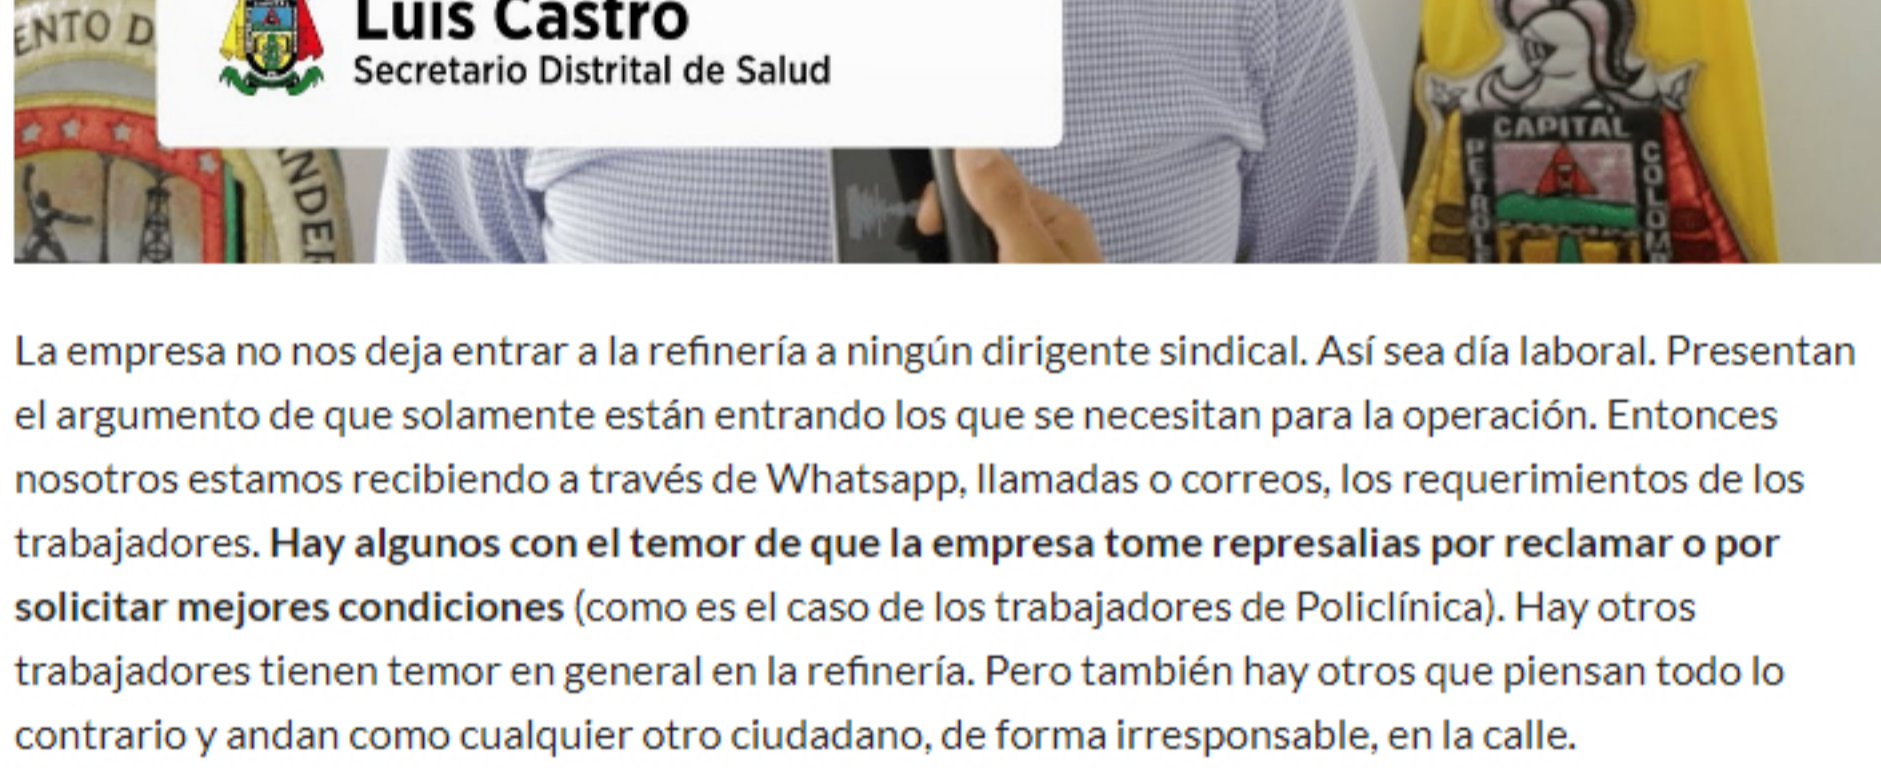 Luis Castro
Secretario Distrital de Salud
ENTO D
ANDER
CAPITAL
PETROLE
COLOM
La empresa no nos deja entrar a la refinería a ningún dirigente sindical. Así sea día laboral. Presentan
el argumento de que solamente están entrando los que se necesitan para la operación. Entonces
nosotros estamos recibiendo a través de Whatsapp, llamadas o correos, los requerimientos de los
trabajadores. Hay algunos con el temor de que la empresa tome represalias por reclamar o por
solicitar mejores condiciones (como es el caso de los trabajadores de Policlínica). Hay otros
trabajadores tienen temor en general en la refinería. Pero también hay otros que piensan todo lo
contrario y andan como cualquier otro ciudadano, de forma irresponsable, en la calle.